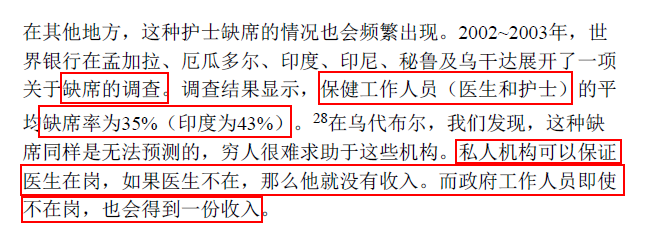 在其他地方，这种护士缺席的情况也会频繁出现。2002~2003年，世
界银行在孟加拉、厄瓜多尔、印度、印尼、秘鲁及乌干达展开了一项
关于缺席的调查。调查结果显示，保健工作人员（医生和护士）的平
均缺席率为35%（印度为43%）。28在乌代布尔，我们发现，这种缺
席同样是无法预测的，穷人很难求助于这些机构。私人机构可以保证
医生在岗，如果医生不在，那么他就没有收入。而政府工作人员即使
不在岗，也会得到一份收入。